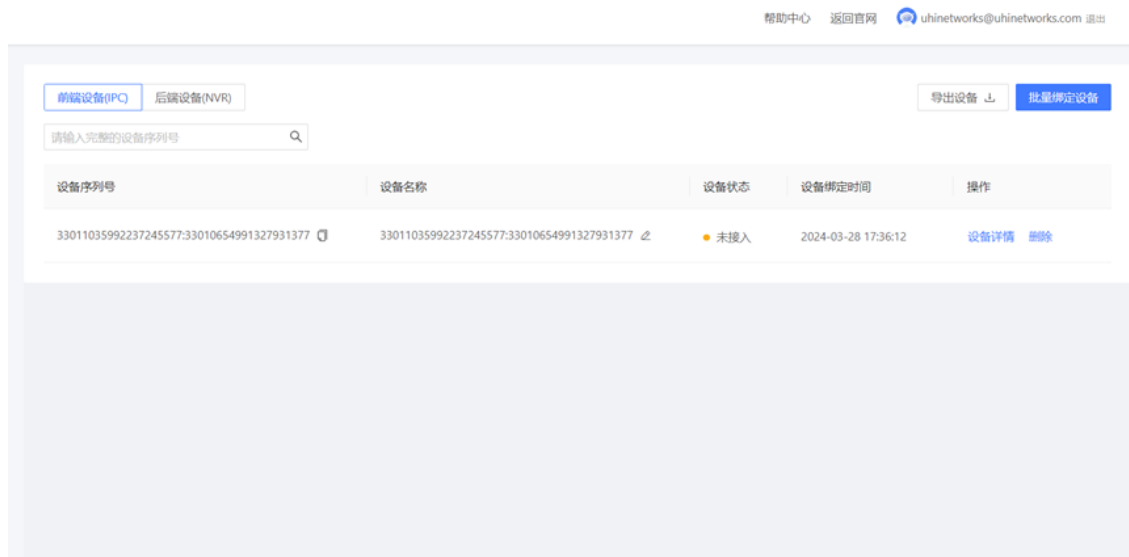 帮助中心 返回官网 uhinetworks@uhinetworks.com 退出
前端设备(IPC) 后端设备(NVR) 导出设备 批量绑定设备
请输入完整的设备序列号
设备序列号 设备名称 设备状态 设备绑定时间 操作
33011035992237245577:33010654991327931377 33011035992237245577:33010654991327931377 未接入 2024-03-28 17:36:12 设备详情 删除